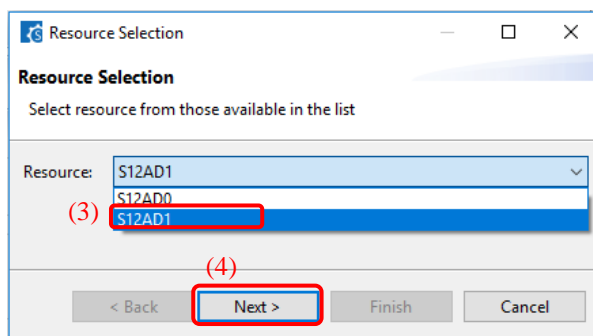 Resource Selection
Resource Selection
Select resource from those available in the list
Resource: S12AD1
S12AD0
(3) S12AD1
(4)
< Back Next > Finish Cancel